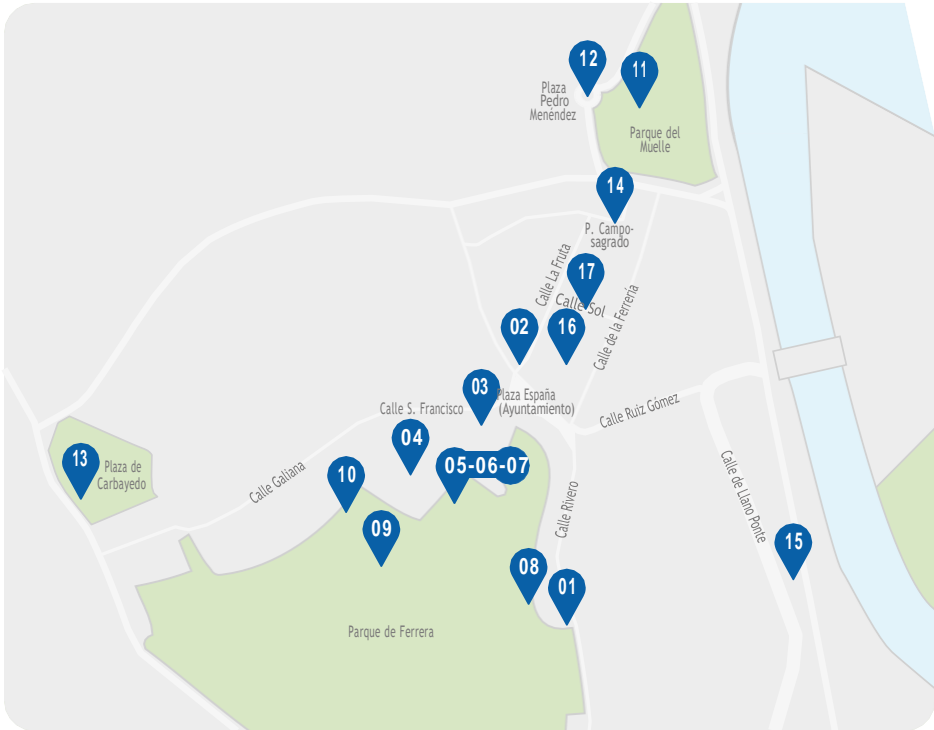 12
11
Plaza
Pedro
Menéndez
Parque del
Muelle
14
P. Campo-
sagrado
Calle La Fruta
17
Calle Sol
Calle de la Ferrería
02
16
03
Plaza España
(Ayuntamiento)
Calle S. Francisco
Calle Ruiz Gómez
04
13
Plaza de
Carbayedo
Calle Galiana
10
05-06-07
Calle Rivero
Calle de Llano Ponte
09
15
08
01
Parque de Ferrera